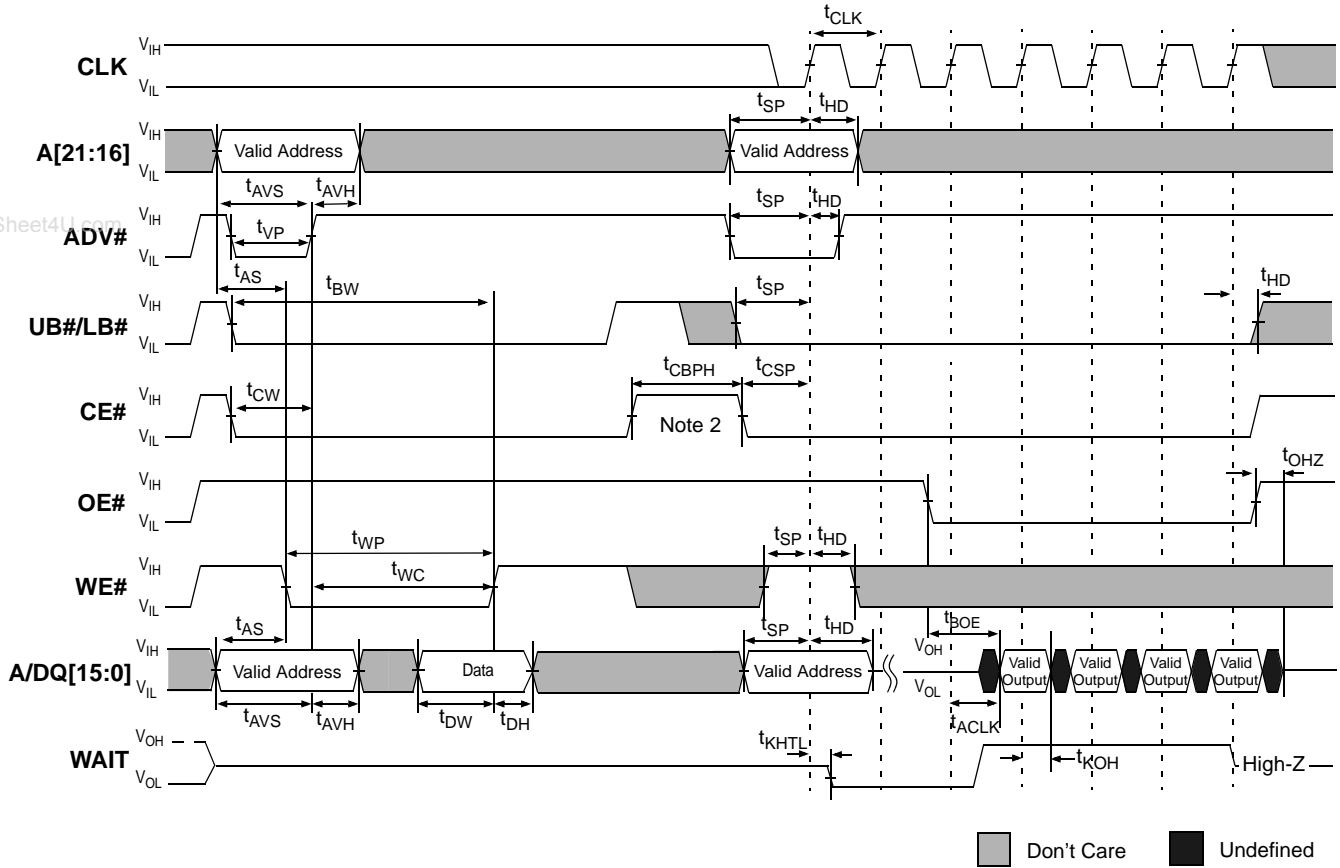 tCLK
CLK VIH
VIL
tSP tHD
A[21:16] VIH
VIL
Valid Address Valid Address
tAVS tAVH tSP tHD
Sheet4U.com
ADV# VIH
VIL
tVP
tAS tBW tSP tHD
UB#/LB# VIH
VIL
tCBPH tCSP
CE# VIH
VIL
tCW
Note 2
tOHZ
OE# VIH
VIL
tWP tSP tHD
WE# VIH
VIL
tWC
tAS tSP tHD tBOE
A/DQ[15:0] VIH
VIL
Valid Address Data Valid Address
VOH
VOL
Valid Output Valid Output Valid Output Valid Output
tAVS tAVH tDW tDH tACLK
WAIT VOH
VOL
tKHTL tKOH High-Z
Don't Care Undefined